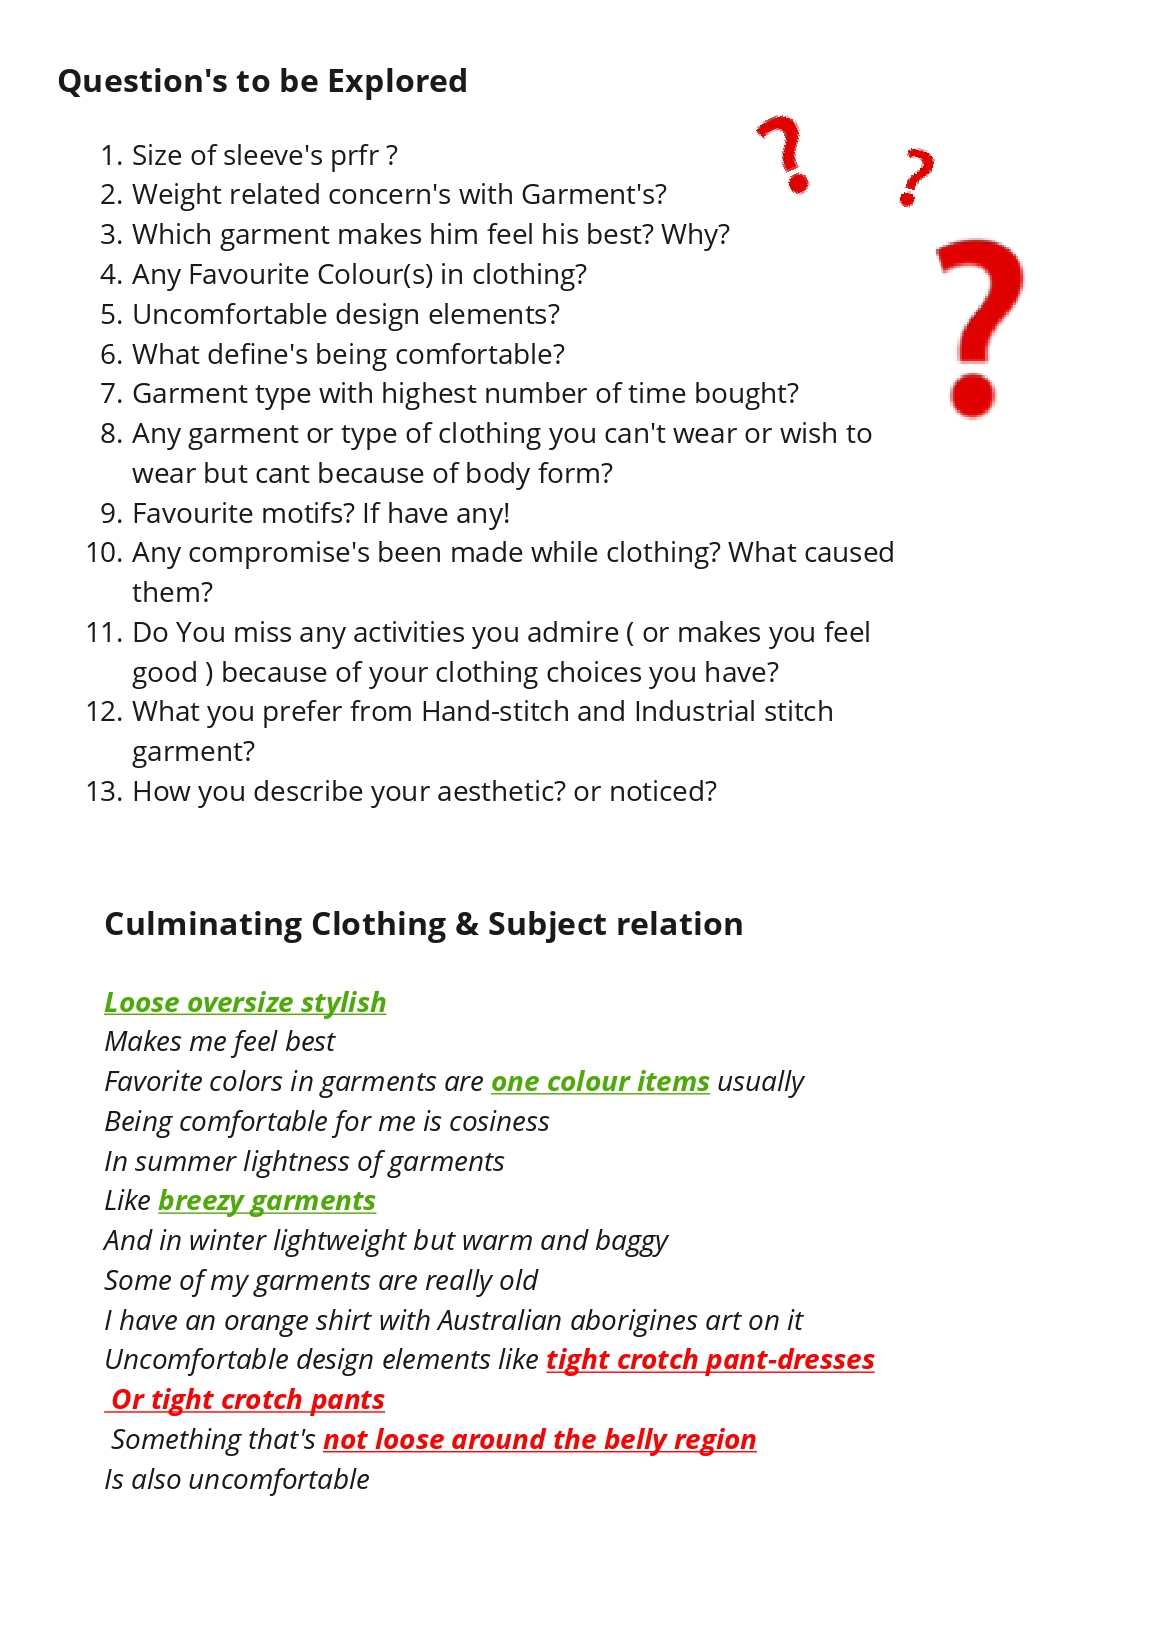 Question's to be Explored
1. Size of sleeve's prfr ?
2. Weight related concern's with Garment's?
3. Which garment makes him feel his best? Why?
4. Any Favourite Colour(s) in clothing?
5. Uncomfortable design elements?
6. What define's being comfortable?
7. Garment type with highest number of time bought?
8. Any garment or type of clothing you can't wear or wish to
wear but cant because of body form?
9. Favourite motifs? If have any!
10. Any compromise's been made while clothing? What caused
them?
11. Do You miss any activities you admire ( or makes you feel
good ) because of your clothing choices you have?
12. What you prefer from Hand-stitch and Industrial stitch
garment?
13. How you describe your aesthetic? or noticed?
? ? ?
Culminating Clothing & Subject relation
Loose oversize stylish
Makes me feel best
Favorite colors in garments are one colour items usually
Being comfortable for me is cosiness
In summer lightness of garments
Like breezy garments
And in winter lightweight but warm and baggy
Some of my garments are really old
I have an orange shirt with Australian aborigines art on it
Uncomfortable design elements like tight crotch pant-dresses
Or tight crotch pants
Something that's not loose around the belly region
Is also uncomfortable